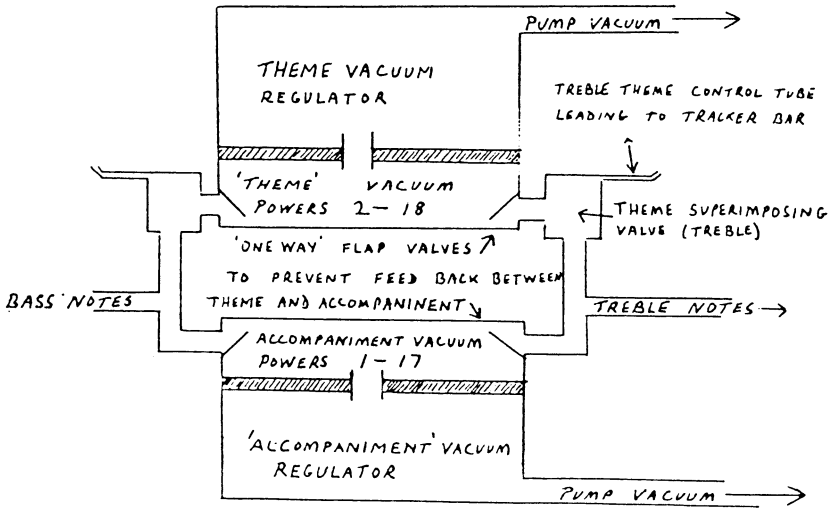 PUMP VACUUM
THEME VACUUM
REGULATOR
TREBLE THEME CONTROL TUBE
LEADING TO TRACKER BAR
'THEME' VACUUM
POWERS 2-18
THEME SUPERIMPOSING
VALVE (TREBLE)
'ONE WAY' FLAP VALVES
TO PREVENT FEED BACK BETWEEN
THEME AND ACCOMPANINENT
BASS NOTES
TREBLE NOTES
ACCOMPANIMENT VACUUM
POWERS 1-17
'ACCOMPANIMENT' VACUUM
REGULATOR
PUMP VACUUM